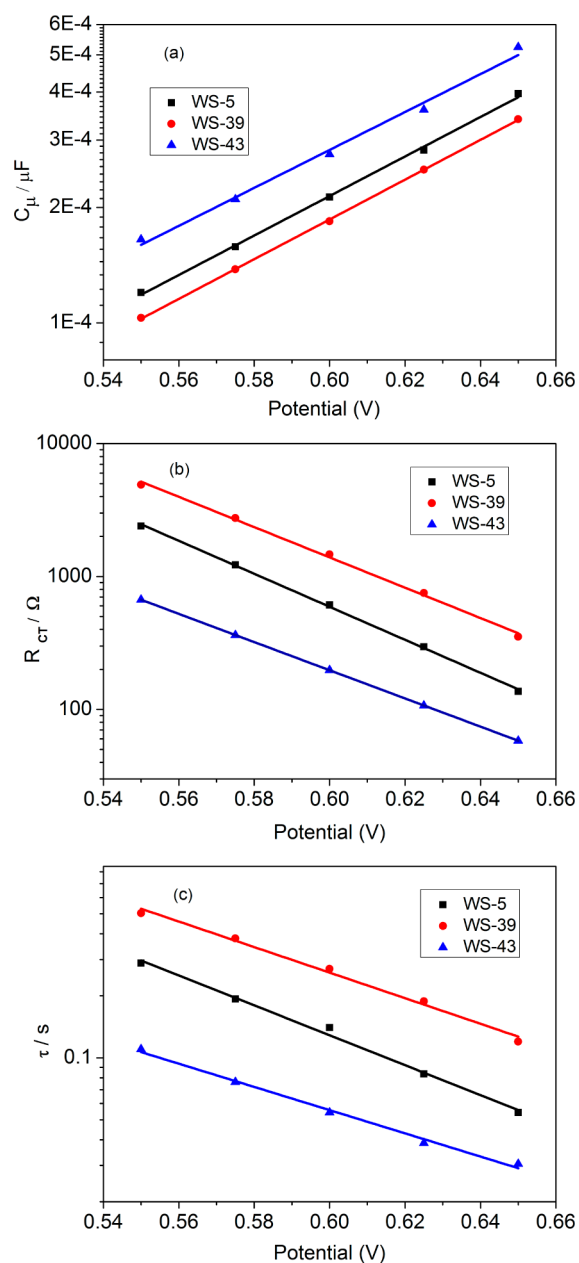 6E-4
5E-4
4E-4
3E-4
2E-4
1E-4
C_μ / μF
(a)
WS-5
WS-39
WS-43
0.54 0.56 0.58 0.60 0.62 0.64 0.66
Potential (V)
10000
1000
100
R_CT / Ω
(b)
WS-5
WS-39
WS-43
0.54 0.56 0.58 0.60 0.62 0.64 0.66
Potential (V)
0.1
τ / s
(c)
WS-5
WS-39
WS-43
0.54 0.56 0.58 0.60 0.62 0.64 0.66
Potential (V)